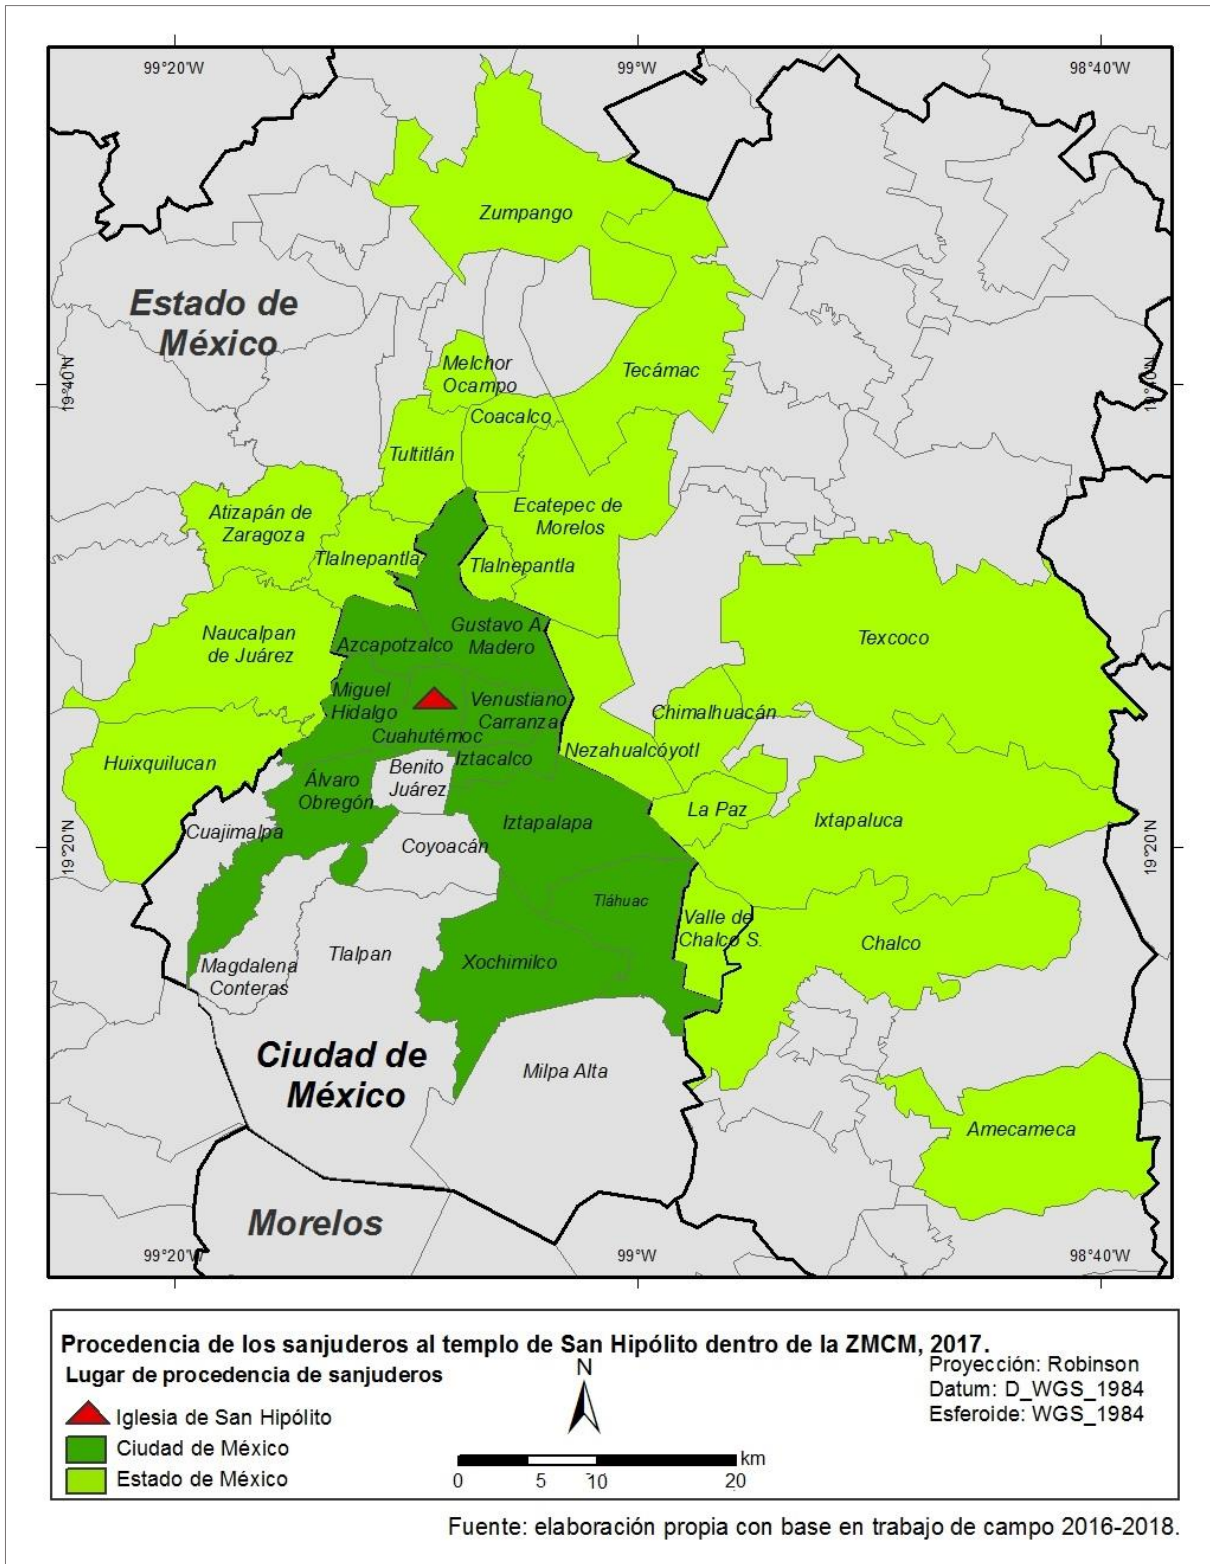 99°20'W
99°W
98°40'W
Zumpango
Estado de
México
19°40'N
19°40'N
Melchor
Ocampo
Tecámac
Coacalco
Tultitlán
Atizapán de
Zaragoza
Ecatepec de
Morelos
Tlalnepantla
Tlalnepantla
Naucalpan
de Juárez
Azcapotzalco
Gustavo A.
Madero
Texcoco
Miguel
Hidalgo
Venustiano
Carranza
Chimalhuacán
Cuahutémoc
Huixquilucan
Iztacalco
Nezahualcóyotl
Benito
Juárez
Álvaro
Obregón
La Paz
Ixtapaluca
Cuajimalpa
Iztapalapa
Coyoacán
19°20'N
19°20'N
Tláhuac
Valle de
Chalco S.
Chalco
Tlalpan
Xochimilco
Magdalena
Conteras
Ciudad de
México
Milpa Alta
Amecameca
Morelos
99°20'W
99°W
98°40'W
Procedencia de los sanjuderos al templo de San Hipólito dentro de la ZMCM, 2017.
Lugar de procedencia de sanjuderos
Iglesia de San Hipólito
Ciudad de México
Estado de México
N
km
0 5 10 20
Proyección: Robinson
Datum: D_WGS_1984
Esferoide: WGS_1984
Fuente: elaboración propia con base en trabajo de campo 2016-2018.